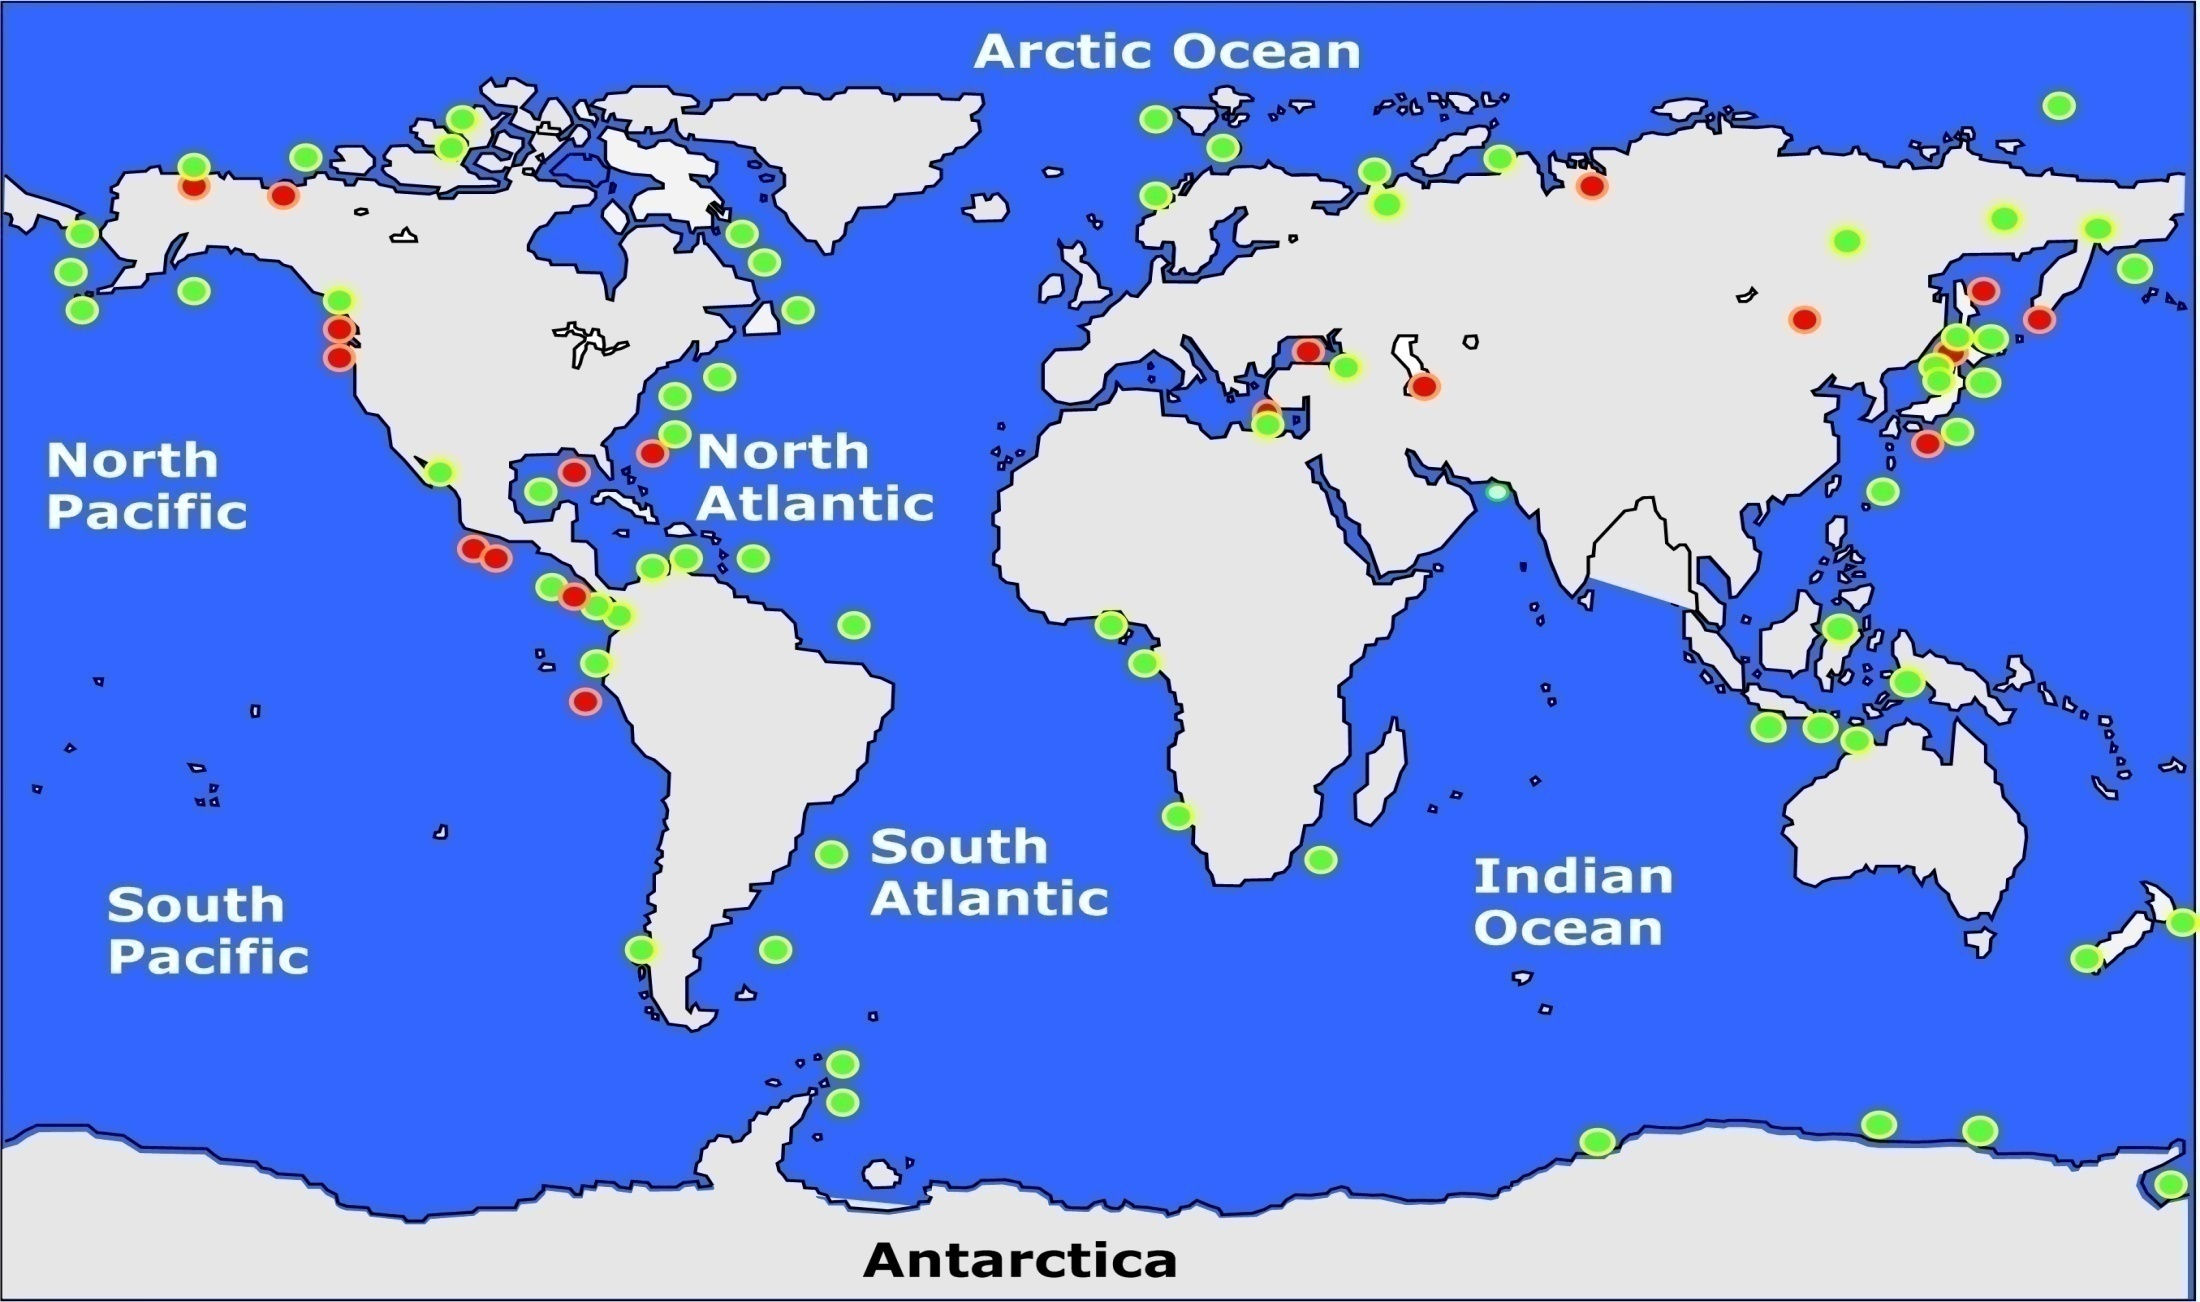 Arctic Ocean
North
Pacific
North
Atlantic
South
Atlantic
Indian
Ocean
South
Pacific
Antarctica